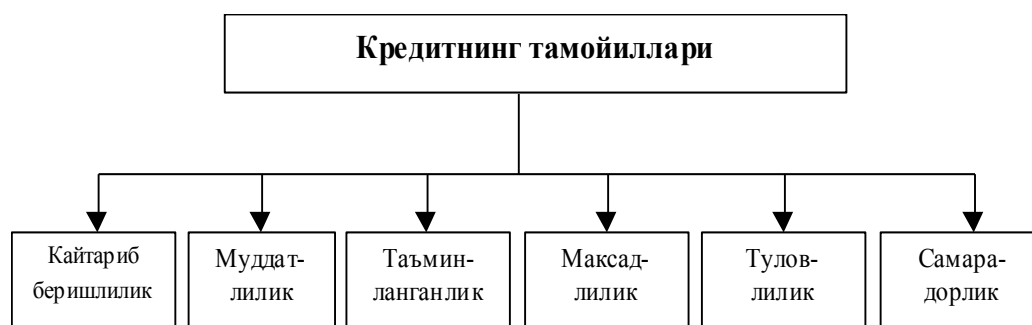 Кредитнинг тамойиллари
Кайтариб
беришлилик
Муддат-
лилик
Таъмин-
ланганлик
Максад-
лилик
Тулов-
лилик
Самара-
дорлик